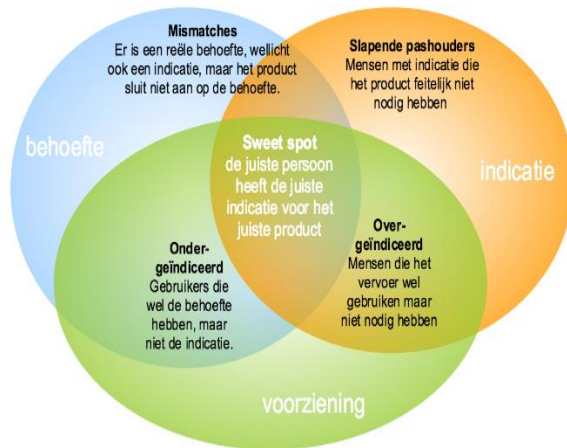 Mismatches
Er is een reële behoefte, wellicht
ook een indicatie, maar het product
sluit niet aan op de behoefte.
Slapende pashouders
Mensen met indicatie die
het product feitelijk niet
nodig hebben
behoefte
Sweet spot
de juiste persoon
heeft de juiste
indicatie voor het
juiste product
indicatie
Onder-
geïndiceerd
Gebruikers die
wel de behoefte
hebben, maar
niet de indicatie.
Over-
geïndiceerd
Mensen die het
vervoer wel
gebruiken maar
niet nodig hebben
voorziening